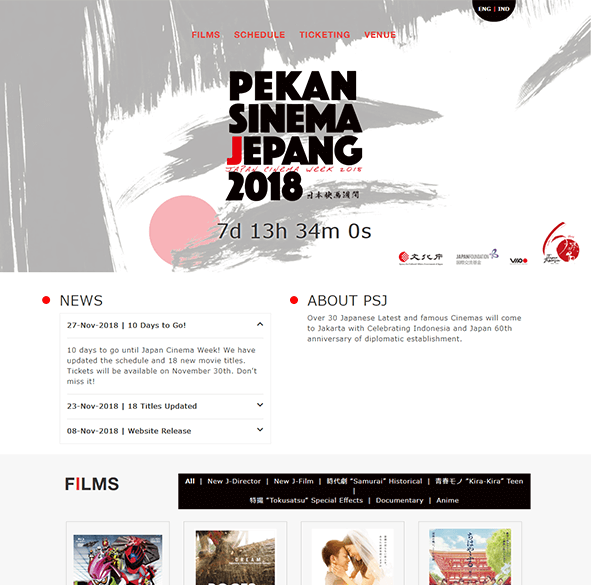 ENG | IND
FILMS SCHEDULE TICKETING VENUE
PEKAN
SINEMA
JEPANG
JAPAN CINEMA WEEK 2018
2018 日本映画週間
7d 13h 34m 0s
文化庁 JAPANFOUNDATION
NEWS
27-Nov-2018 | 10 Days to Go!
10 days to go until Japan Cinema Week! We have
updated the schedule and 18 new movie titles.
Tickets will be available on November 30th. Don't
miss it!
23-Nov-2018 | 18 Titles Updated
08-Nov-2018 | Website Release
ABOUT PSJ
Over 30 Japanese Latest and famous Cinemas will come
to Jakarta with Celebrating Indonesia and Japan 60th
anniversary of diplomatic establishment.
FILMS
All | New J-Director | New J-Film | 時代劇 "Samurai" Historical | 青春モノ "Kira-Kira" Teen
|
特撮 "Tokusatsu" Special Effects | Documentary | Anime
DREAM